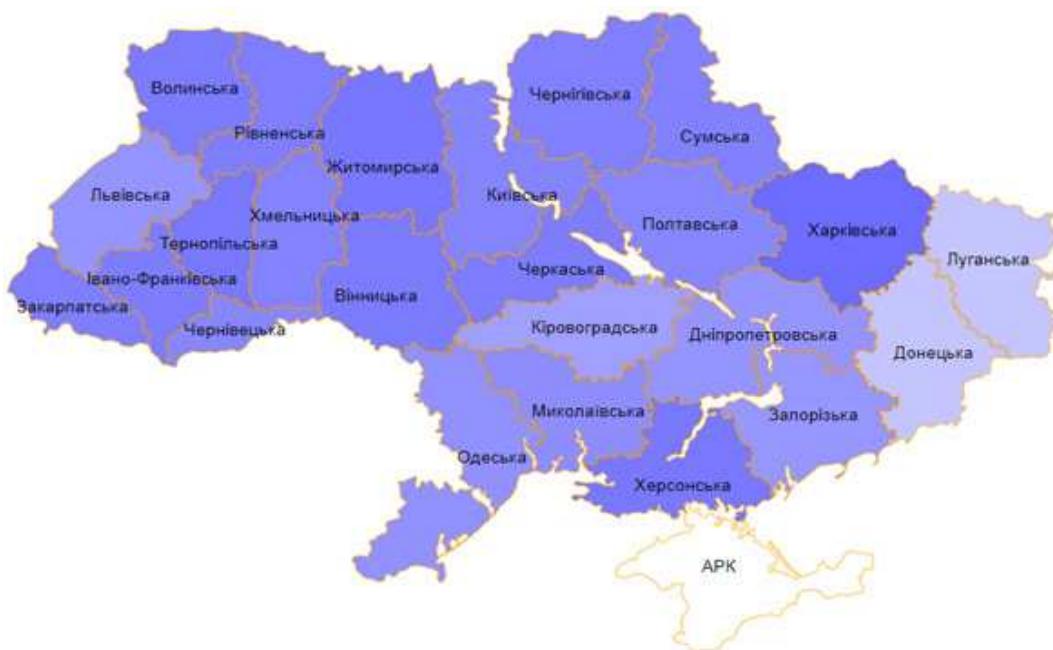 Волинська
Рівненська
Житомирська
Чернігівська
Сумська
Київська
Львівська
Хмельницька
Тернопільська
Полтавська
Харківська
Луганська
Івано-Франківська
Черкаська
Закарпатська
Вінницька
Чернівецька
Кіровоградська
Дніпропетровська
Донецька
Миколаївська
Запорізька
Одеська
Херсонська
АРК